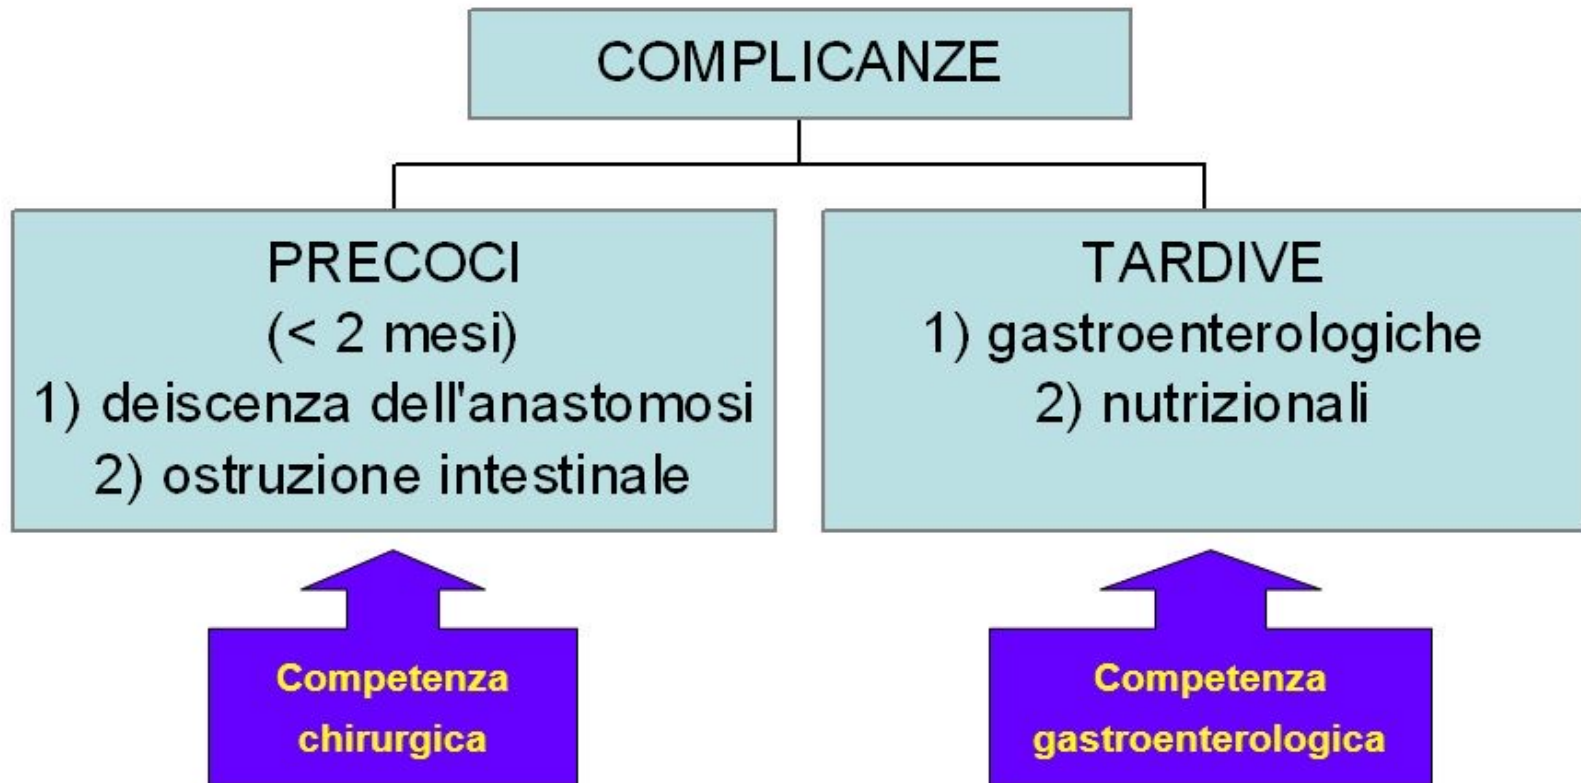 COMPLICANZE
PRECOCI
(< 2 mesi)
1) deiscenza dell'anastomosi
2) ostruzione intestinale
TARDIVE
1) gastroenterologiche
2) nutrizionali
Competenza
chirurgica
Competenza
gastroenterologica